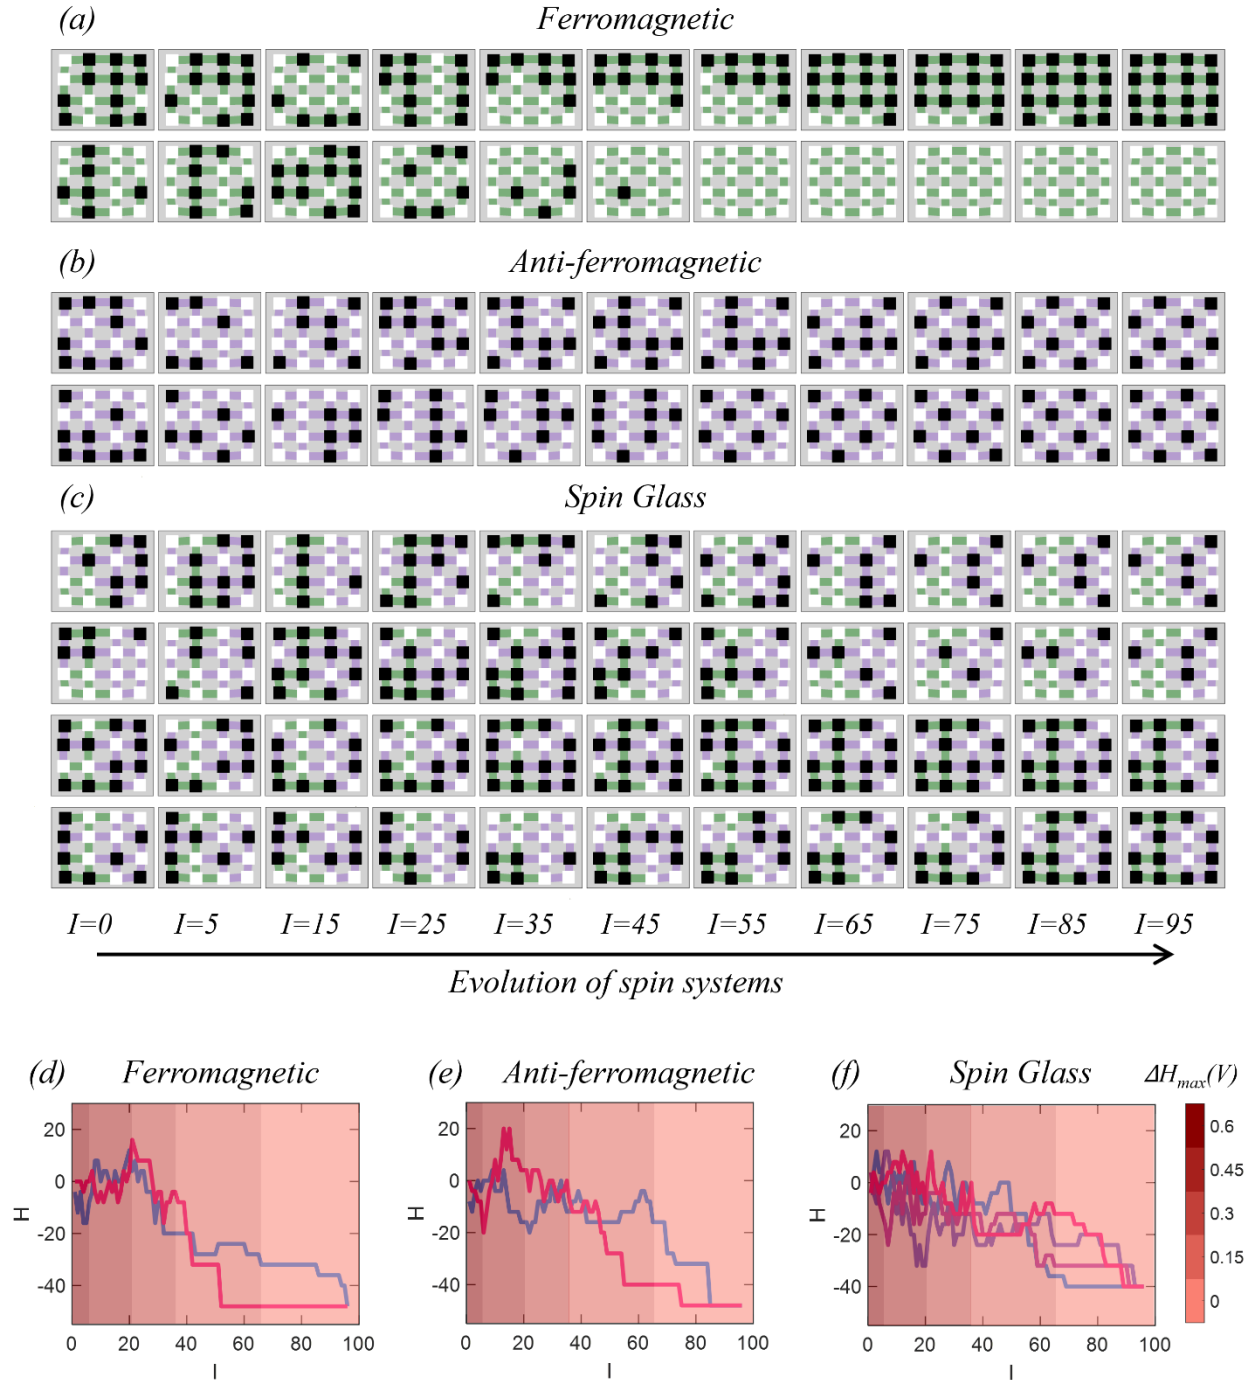 (a) Ferromagnetic
(b) Anti-ferromagnetic
(c) Spin Glass
I=0 I=5 I=15 I=25 I=35 I=45 I=55 I=65 I=75 I=85 I=95
Evolution of spin systems
(d) Ferromagnetic
20
0
-20
-40
H
0 20 40 60 80 100
I
(e) Anti-ferromagnetic
20
0
-20
-40
H
0 20 40 60 80 100
I
(f) Spin Glass
20
0
-20
-40
H
0 20 40 60 80 100
I
ΔHmax(V)
0.6
0.45
0.3
0.15
0